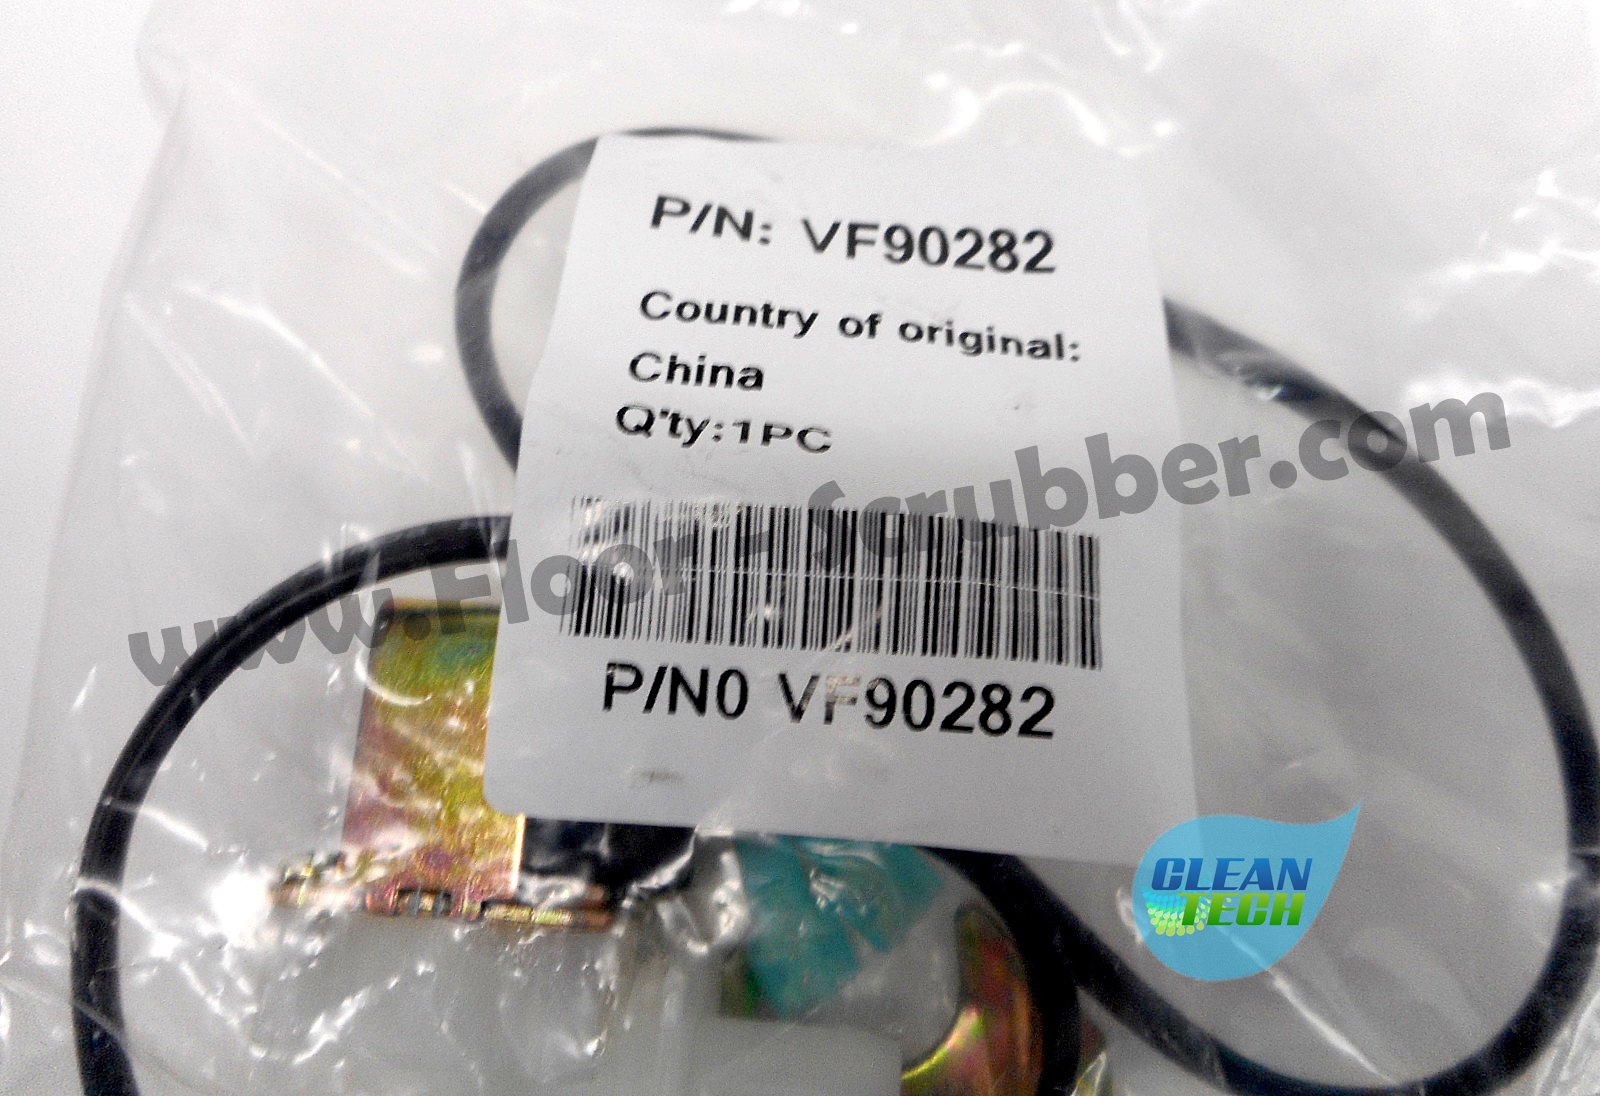 P/N: VF90282
Country of original:
China
Q'ty:1PC
www.Floor-Scrubber.com
P/N0 VF90282
CLEAN
TECH